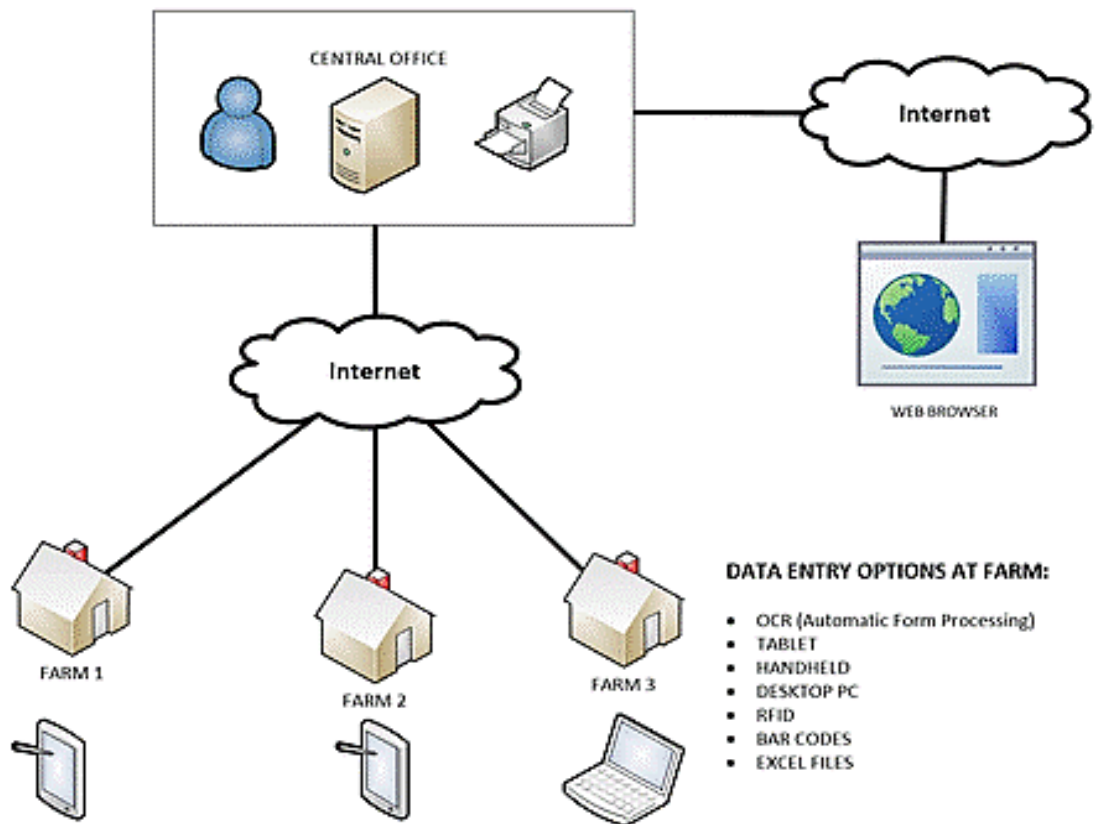 CENTRAL OFFICE
Internet
WEB BROWSER
Internet
FARM 1
FARM 2
FARM 3
DATA ENTRY OPTIONS AT FARM:
• OCR (Automatic Form Processing)
• TABLET
• HANDHELD
• DESKTOP PC
• RFID
• BAR CODES
• EXCEL FILES